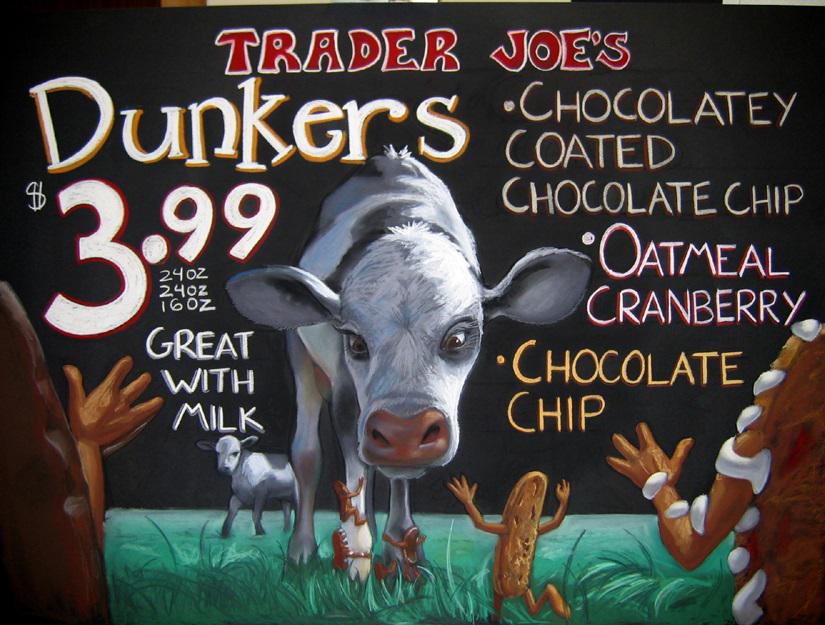 TRADER JOE'S
Dunkers
$3.99
24OZ
24OZ
16OZ
GREAT
WITH
MILK
• CHOCOLATEY
COATED
CHOCOLATE CHIP
• OATMEAL
CRANBERRY
• CHOCOLATE
CHIP